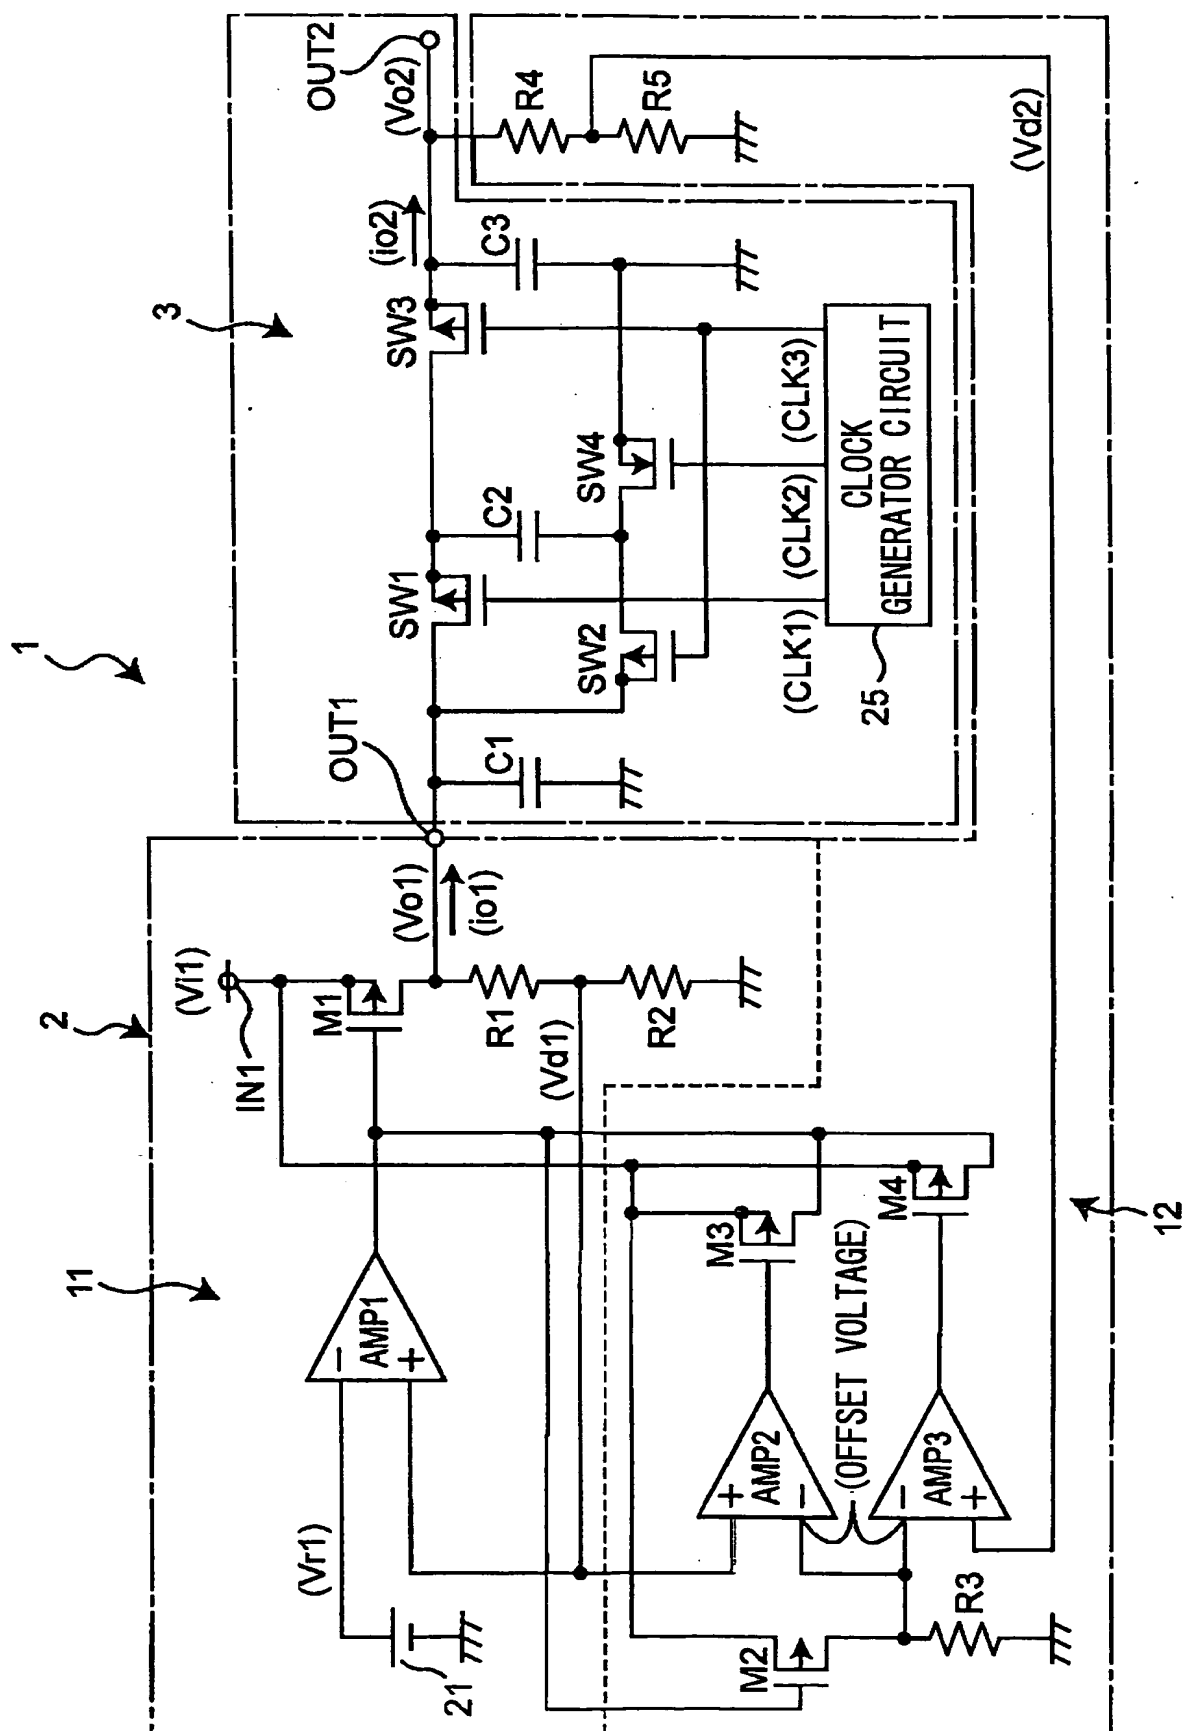 1
2
3
11
12
(Vi1)
IN1
M1
(Vo1)
(io1)
OUT1
R1
(Vd1)
R2
AMP1
−
+
(Vr1)
21
M2
R3
AMP2
+
−
AMP3
−
+
(OFFSET VOLTAGE)
M3
M4
C1
SW1
SW2
C2
SW4
SW3
C3
(io2)
(Vo2)
OUT2
R4
R5
(Vd2)
(CLK1)
(CLK2)
(CLK3)
CLOCK
GENERATOR CIRCUIT
25